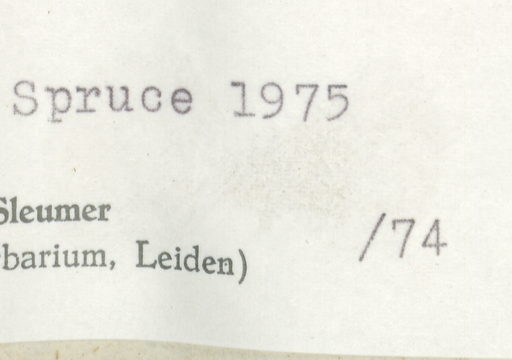 Spruce 1975
Sleumer
barium, Leiden)
/74